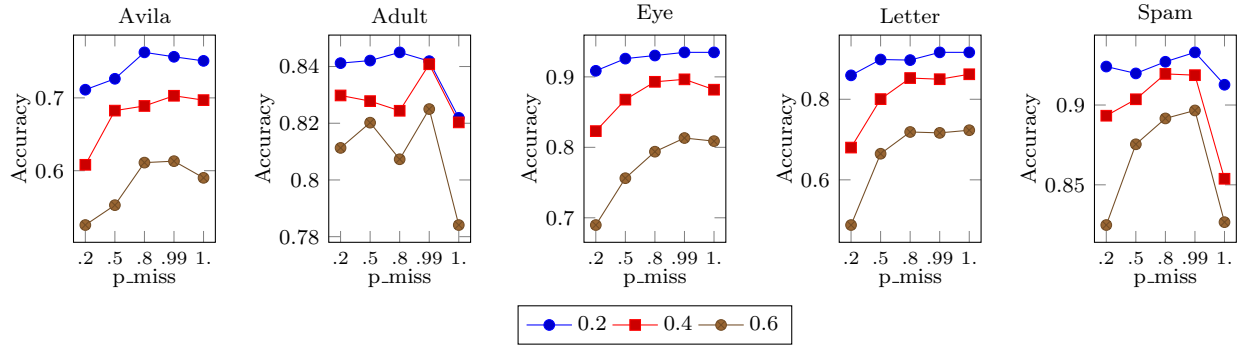 Avila
Adult
Eye
Letter
Spam
Accuracy
0.7
0.6
.2 .5 .8 .99 1.
p_miss
Accuracy
0.84
0.82
0.8
0.78
.2 .5 .8 .99 1.
p_miss
Accuracy
0.9
0.8
0.7
.2 .5 .8 .99 1.
p_miss
Accuracy
0.8
0.6
.2 .5 .8 .99 1.
p_miss
Accuracy
0.9
0.85
.2 .5 .8 .99 1.
p_miss
0.2 0.4 0.6